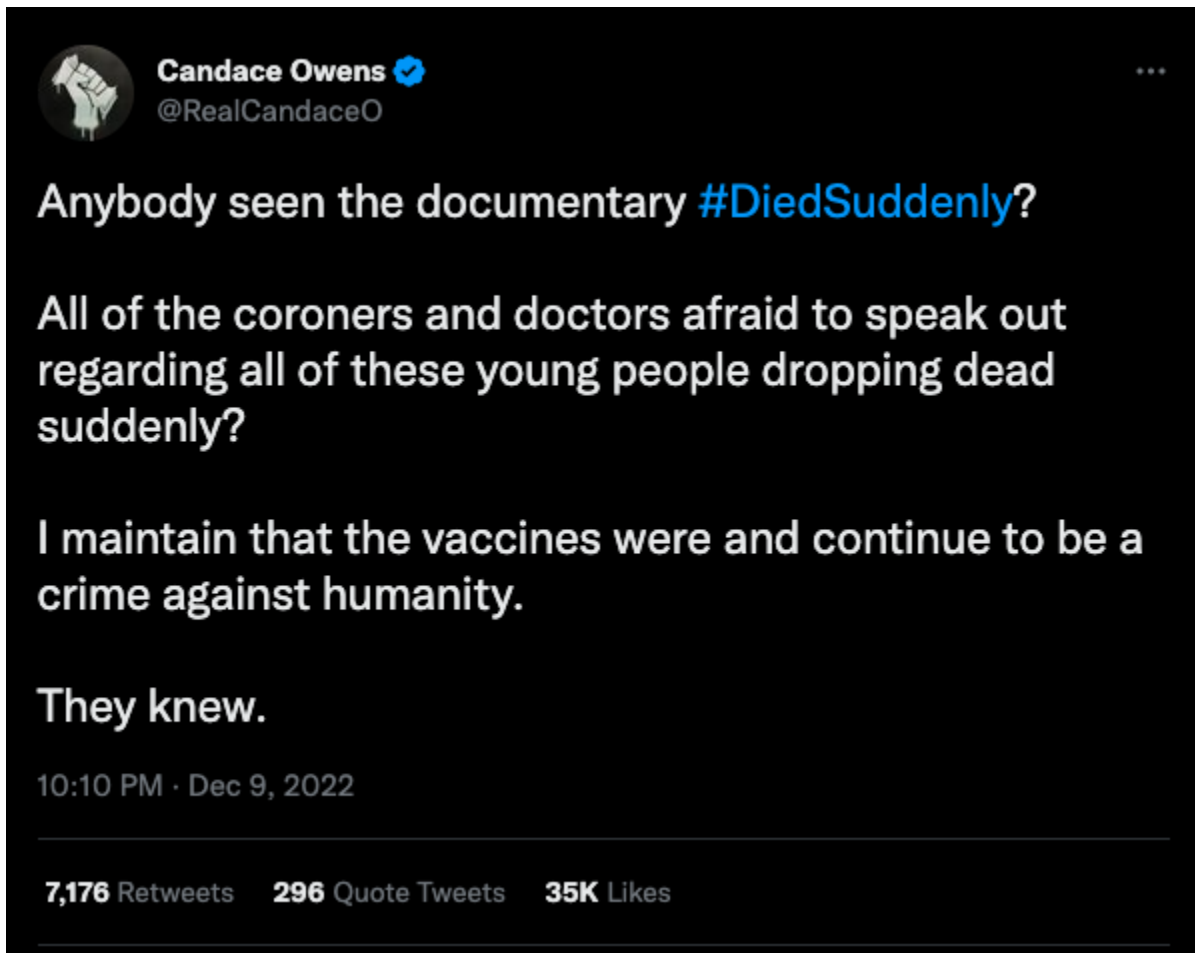 Candace Owens
@RealCandaceO
Anybody seen the documentary #DiedSuddenly?
All of the coroners and doctors afraid to speak out
regarding all of these young people dropping dead
suddenly?
I maintain that the vaccines were and continue to be a
crime against humanity.
They knew.
10:10 PM · Dec 9, 2022
7,176 Retweets 296 Quote Tweets 35K Likes